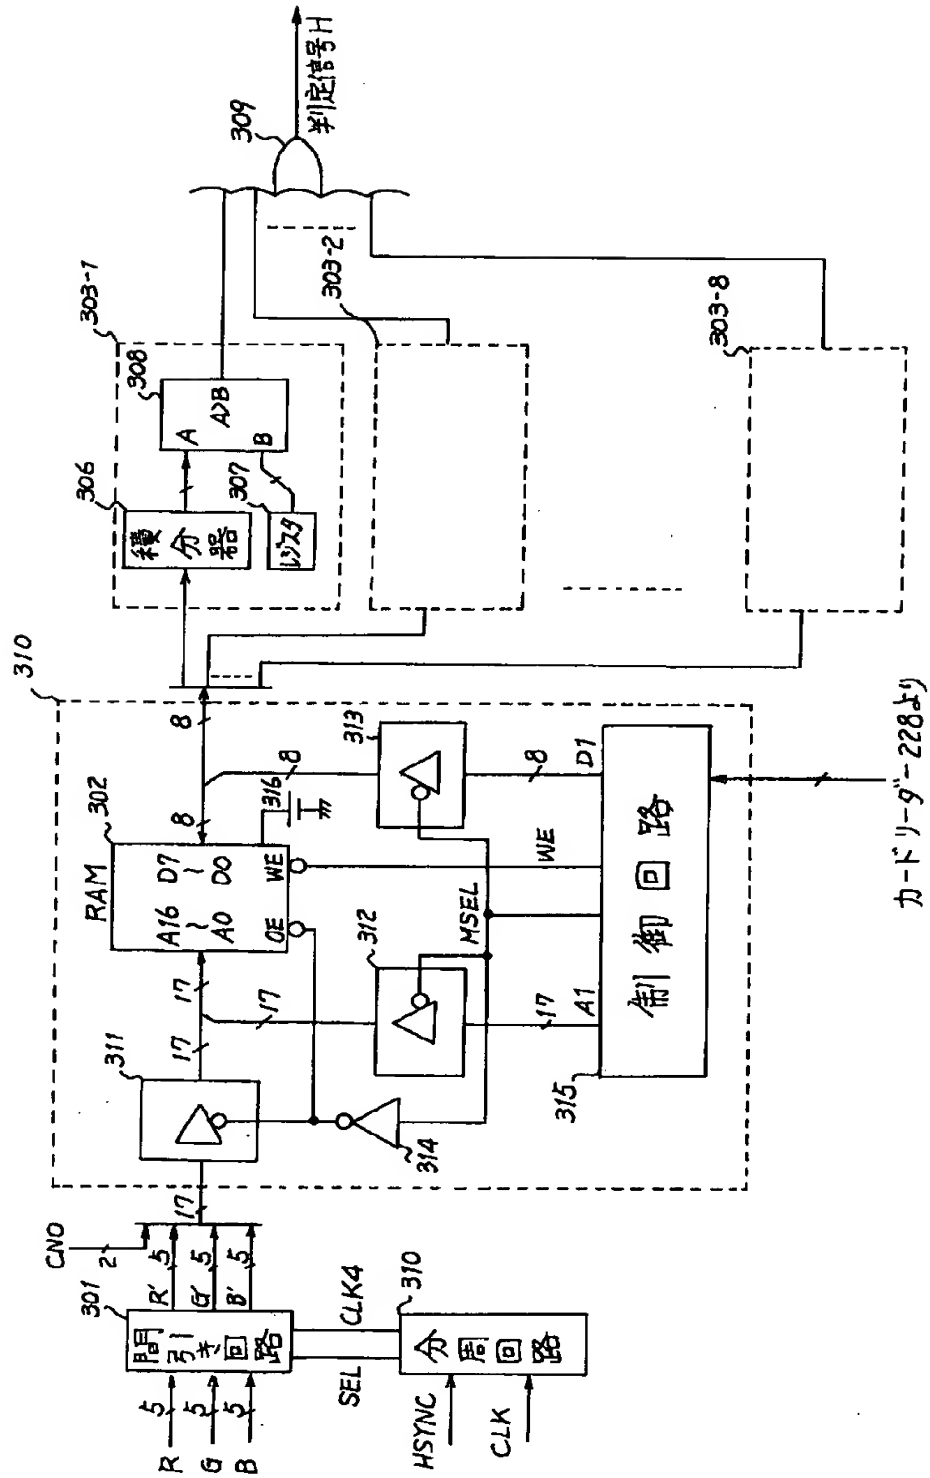 R
G
B
5
5
5
301
間引き回路
R'
G'
B'
5
5
5
CNO
2
17
SEL
CLK4
310
分周回路
HSYNC
CLK
310
311
17
17
17
314
312
17
A1
MSEL
WE
D1
8
313
315
制御回路
カードリーダー228より
RAM
302
A16
~
A0
D7
~
D0
OE
WE
8
8
316
303-1
306
積分器
307
レジスタ
308
A
A>B
B
303-2
303-8
309
判定信号H